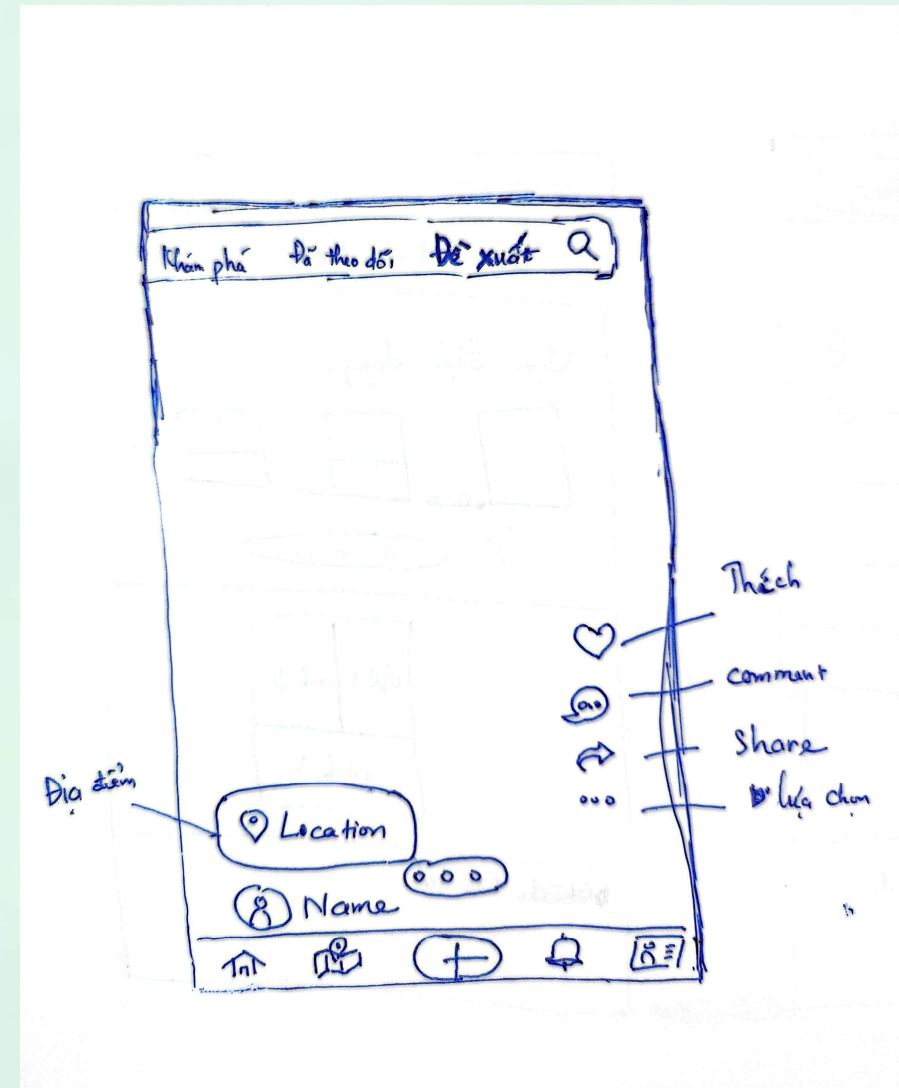 Khám phá Đã theo dõi Đề xuất
Thích
comment
Share
lựa chọn
Địa điểm
Location
Name